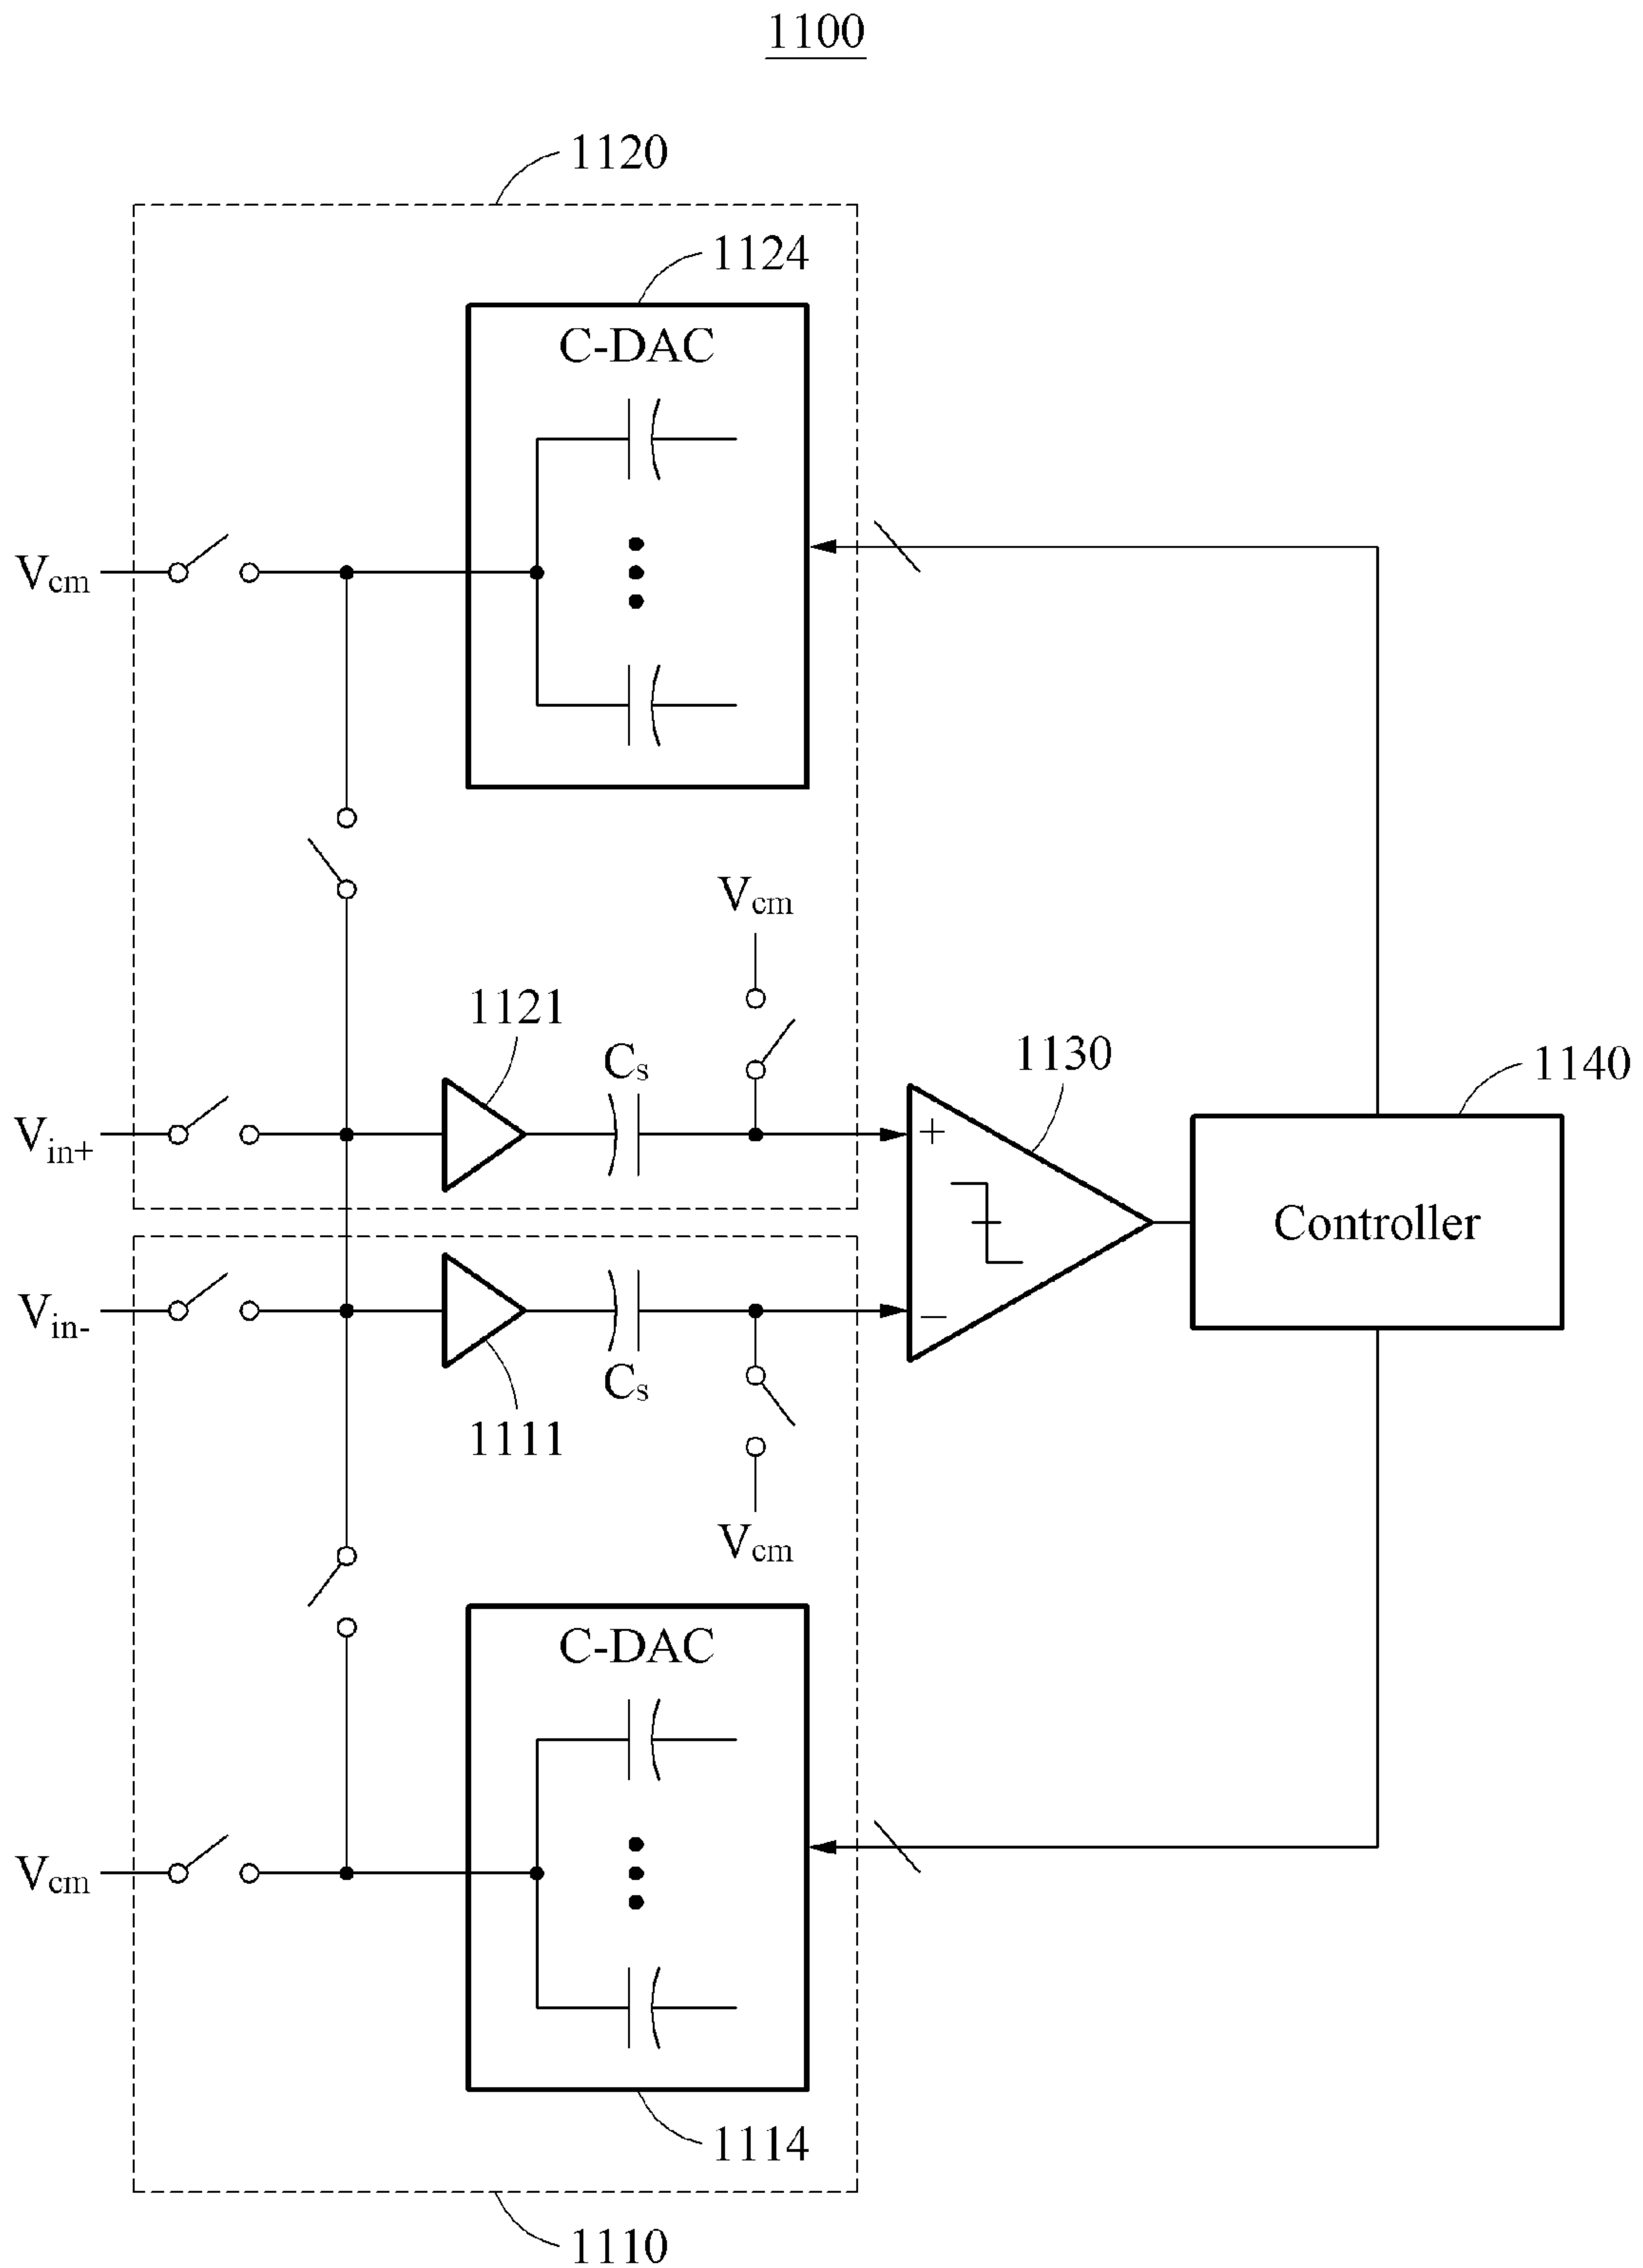 1100
1120
1124
C-DAC
Vcm
Vcm
1121
Cs
1130
1140
Vin+
+
Controller
Vin-
−
Cs
1111
Vcm
C-DAC
Vcm
1114
1110